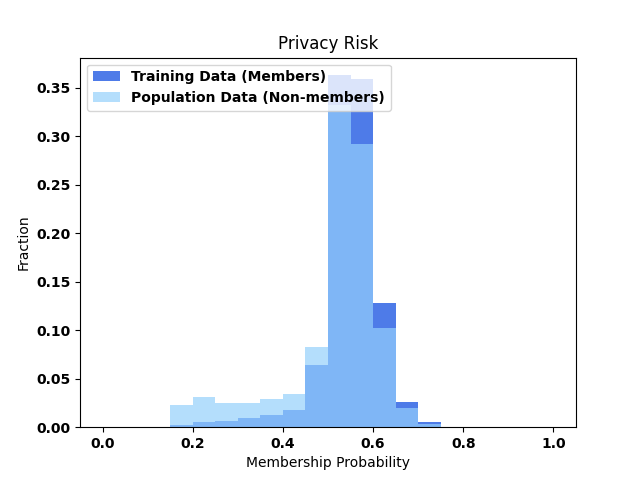 Privacy Risk
Training Data (Members)
Population Data (Non-members)
0.35
0.30
0.25
0.20
0.15
0.10
0.05
0.00
Fraction
0.0 0.2 0.4 0.6 0.8 1.0
Membership Probability